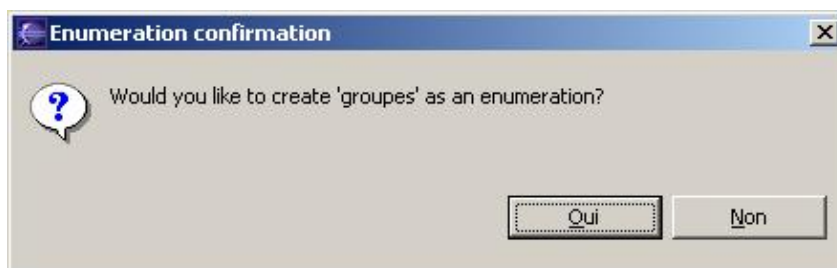 Enumeration confirmation
Would you like to create 'groupes' as an enumeration?
Oui Non